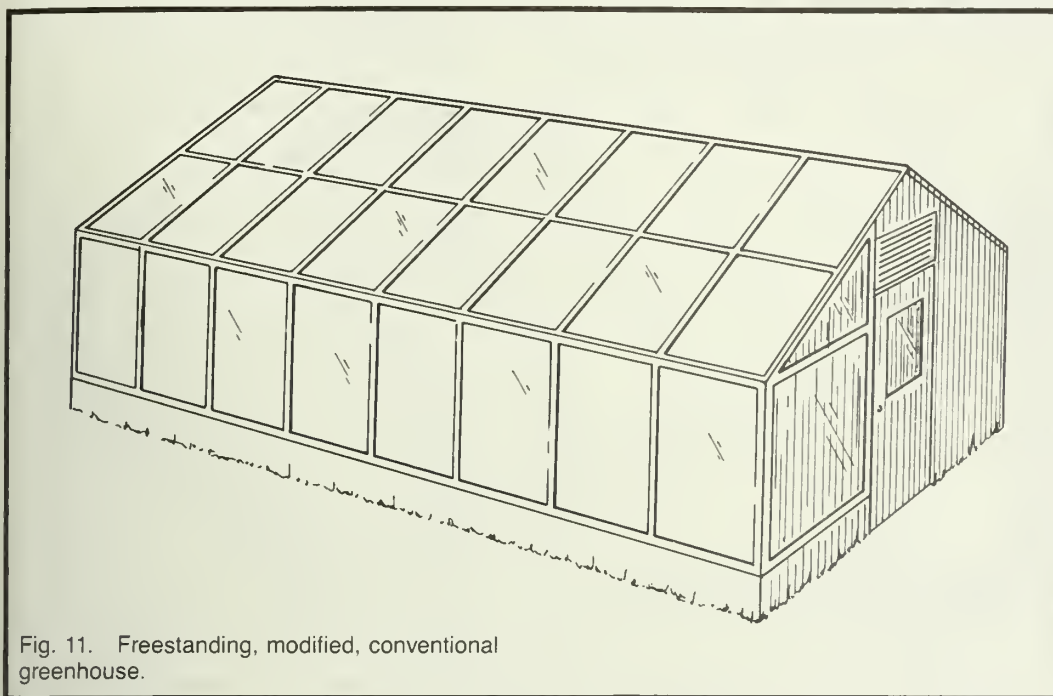 Fig. 11. Freestanding, modified, conventional
greenhouse.